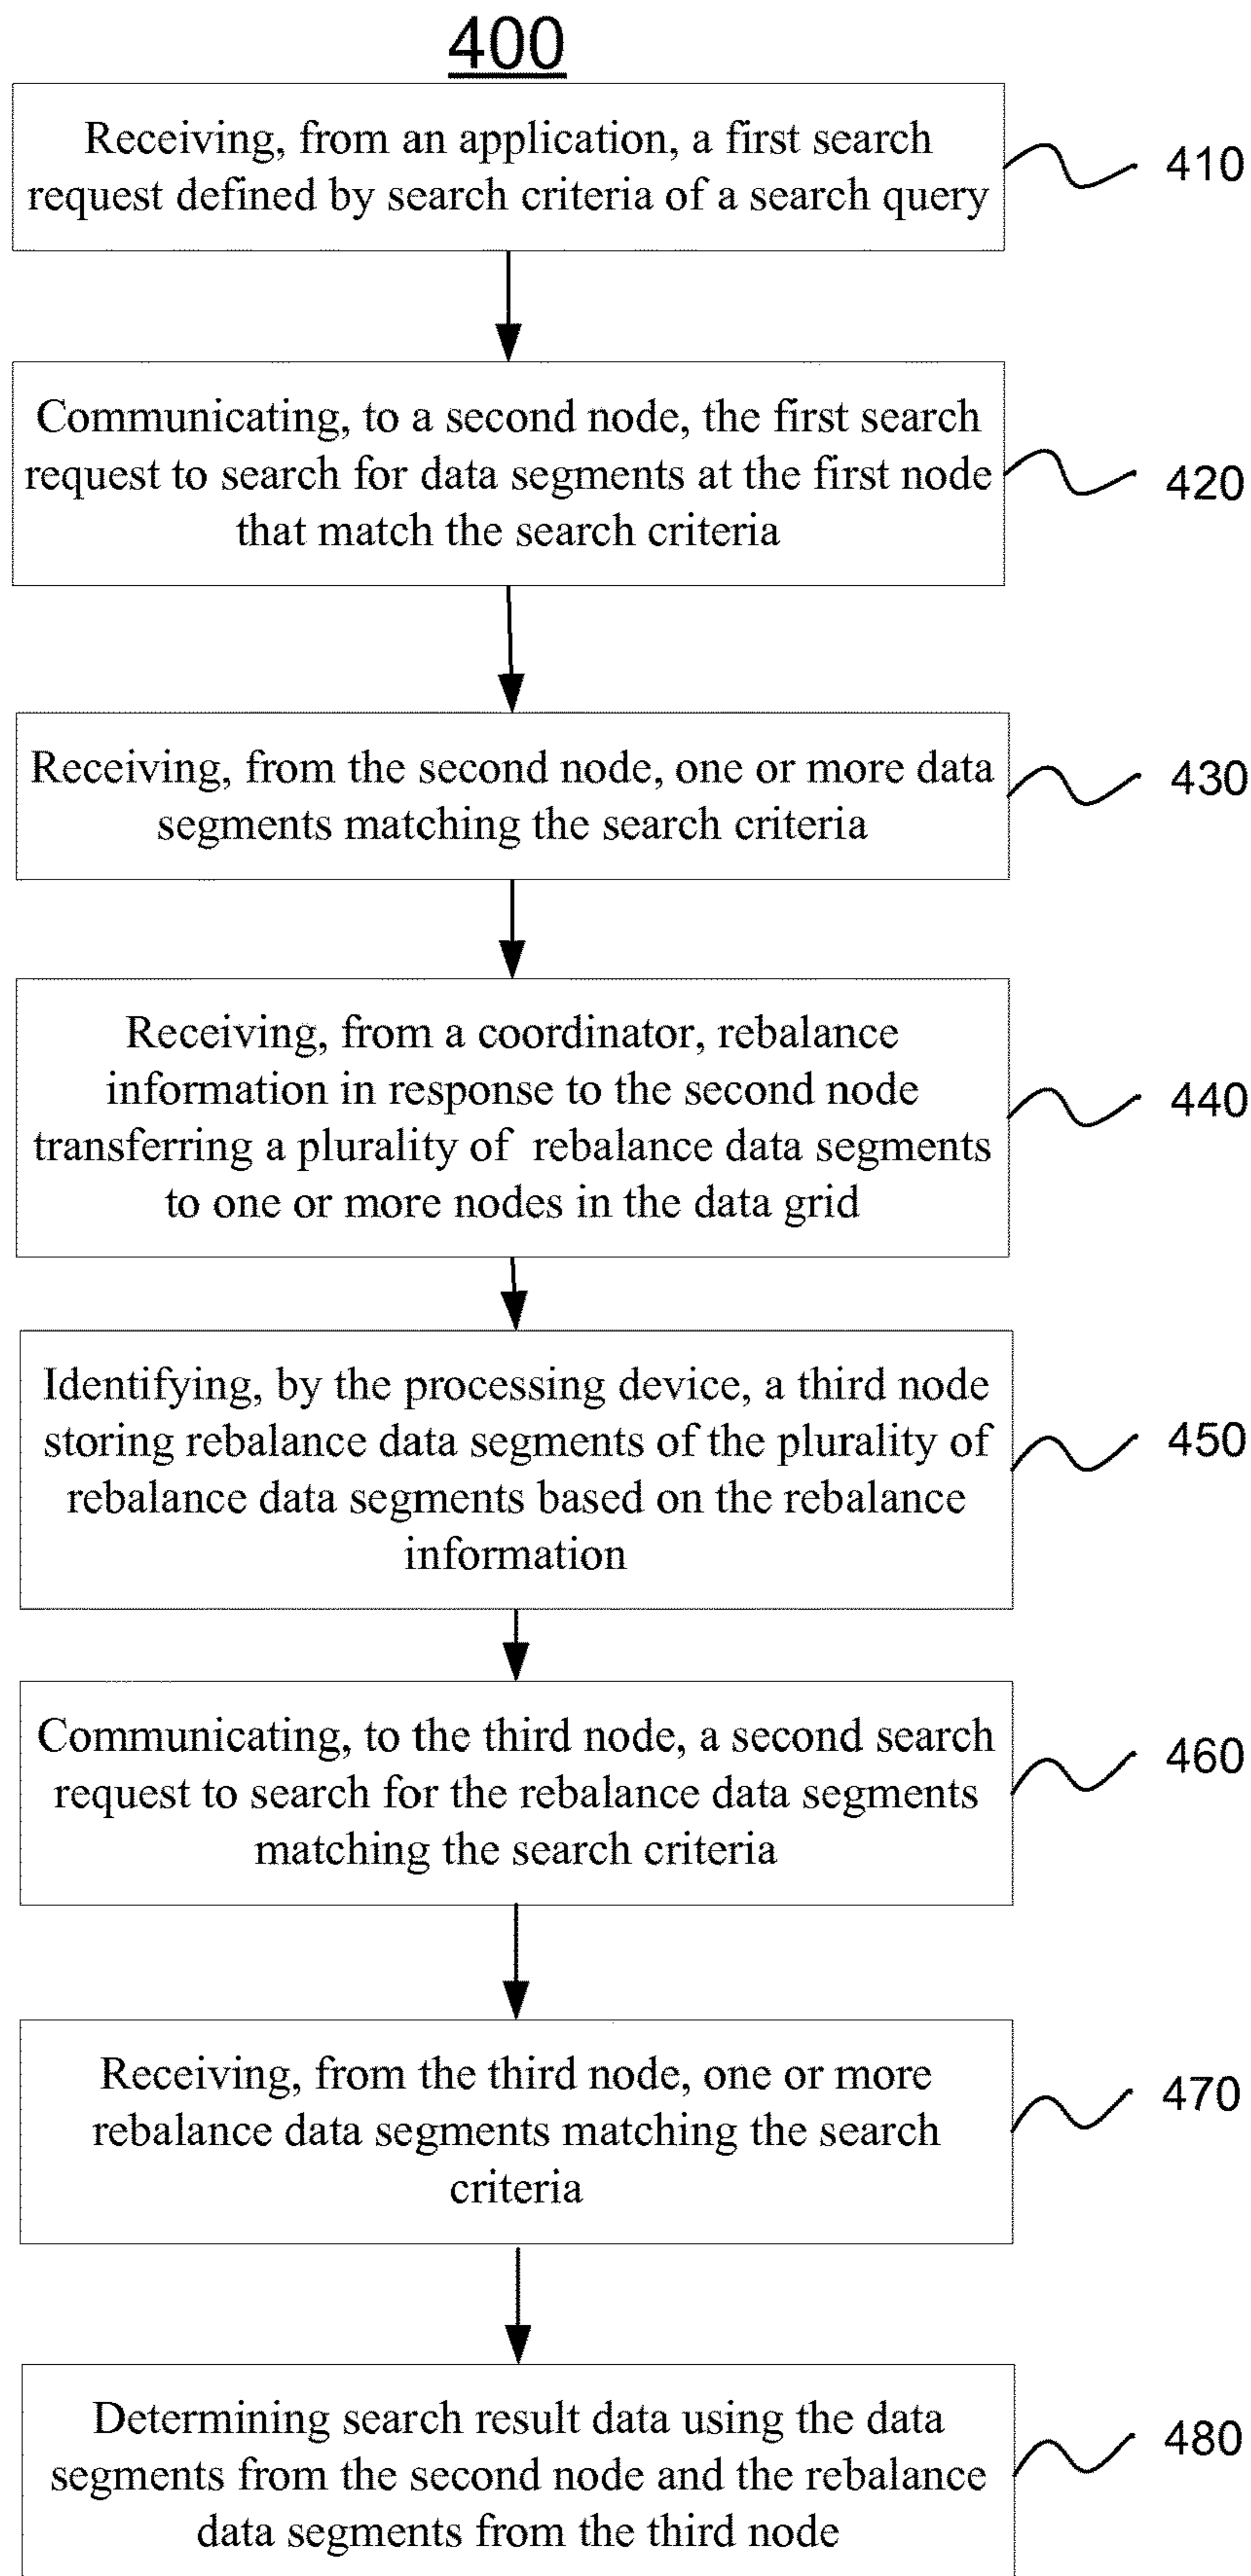 400
Receiving, from an application, a first search
request defined by search criteria of a search query
410
Communicating, to a second node, the first search
request to search for data segments at the first node
that match the search criteria
420
Receiving, from the second node, one or more data
segments matching the search criteria
430
Receiving, from a coordinator, rebalance
information in response to the second node
transferring a plurality of rebalance data segments
to one or more nodes in the data grid
440
Identifying, by the processing device, a third node
storing rebalance data segments of the plurality of
rebalance data segments based on the rebalance
information
450
Communicating, to the third node, a second search
request to search for the rebalance data segments
matching the search criteria
460
Receiving, from the third node, one or more
rebalance data segments matching the search
criteria
470
Determining search result data using the data
segments from the second node and the rebalance
data segments from the third node
480